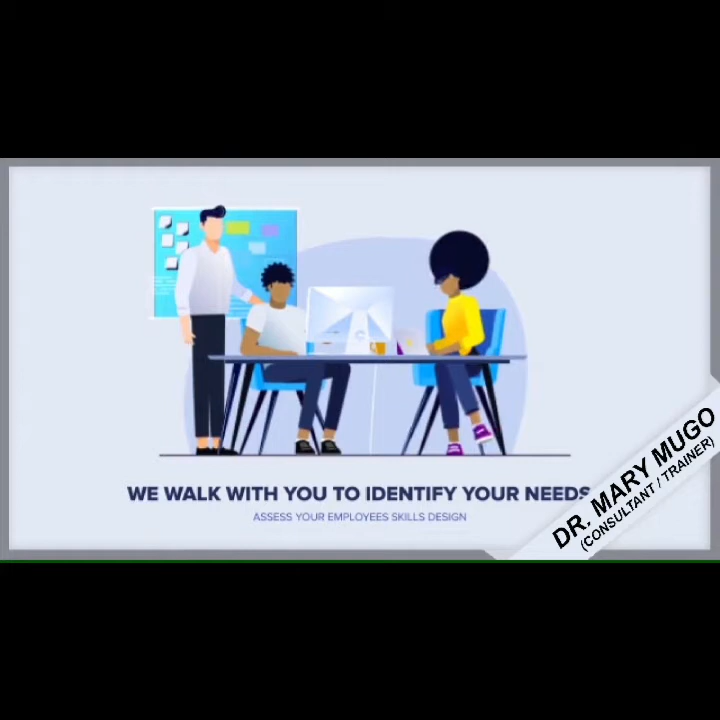 WE WALK WITH YOU TO IDENTIFY YOUR NEEDS
ASSESS YOUR EMPLOYEES SKILLS DESIGN
DR. MARY MUGO
(CONSULTANT / TRAINER)